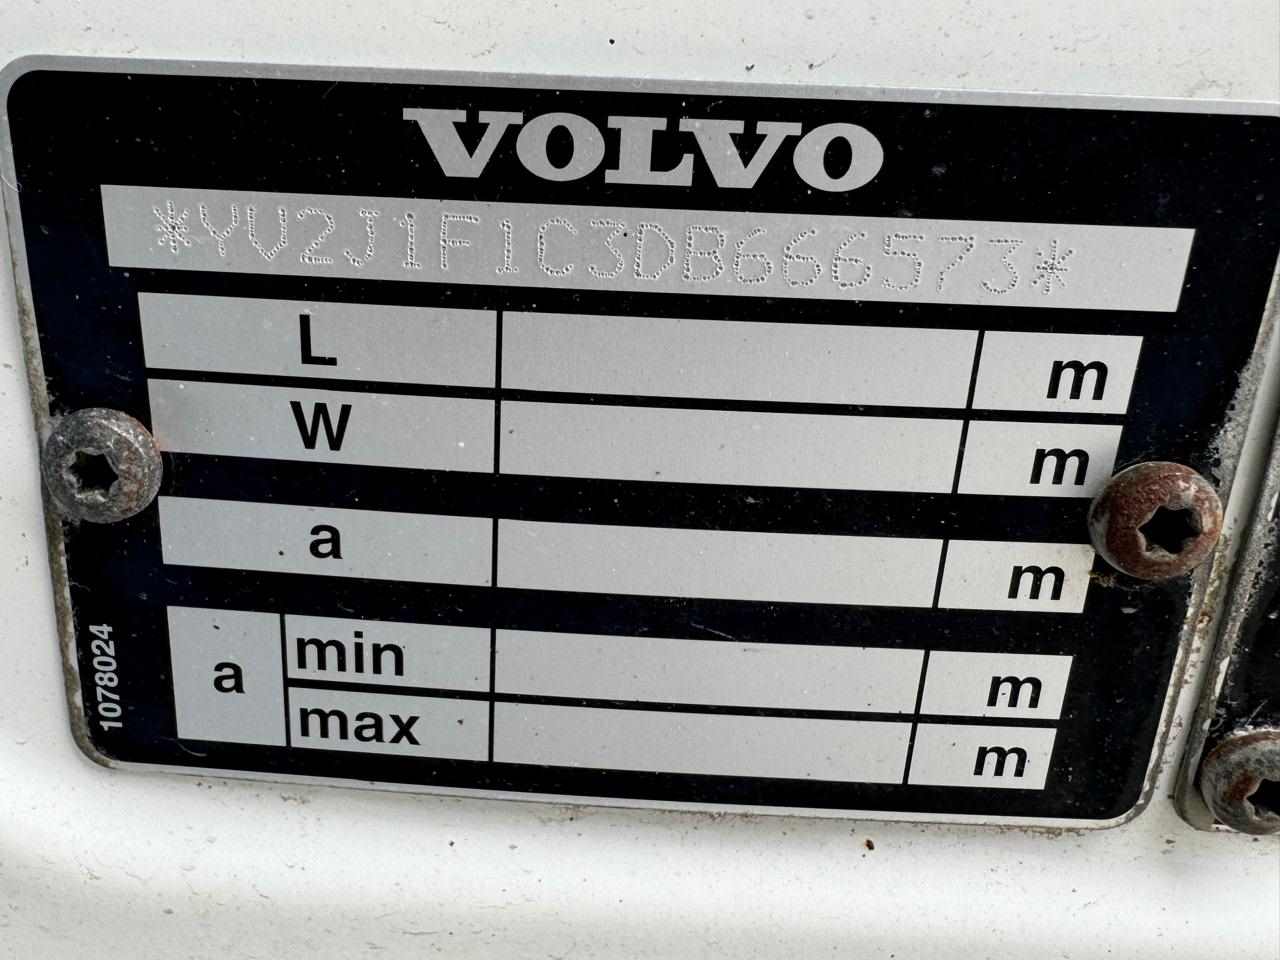 VOLVO
*YV2J1F1C3DB666573*
L m
W m
a m
a min m
max m
1078024